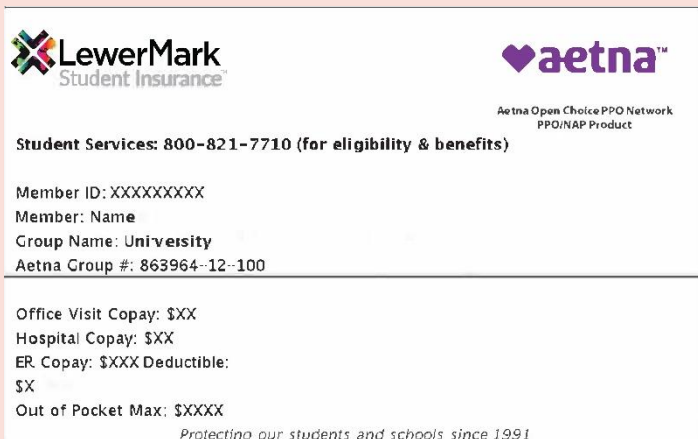 LewerMark
Student Insurance™
aetna™
Aetna Open Choice PPO Network
PPO/NAP Product
Student Services: 800-821-7710 (for eligibility & benefits)
Member ID: XXXXXXXXX
Member: Name
Group Name: University
Aetna Group #: 863964--12--100
Office Visit Copay: $XX
Hospital Copay: $XX
ER Copay: $XXX Deductible:
$X
Out of Pocket Max: $XXXX
Protecting our students and schools since 1991